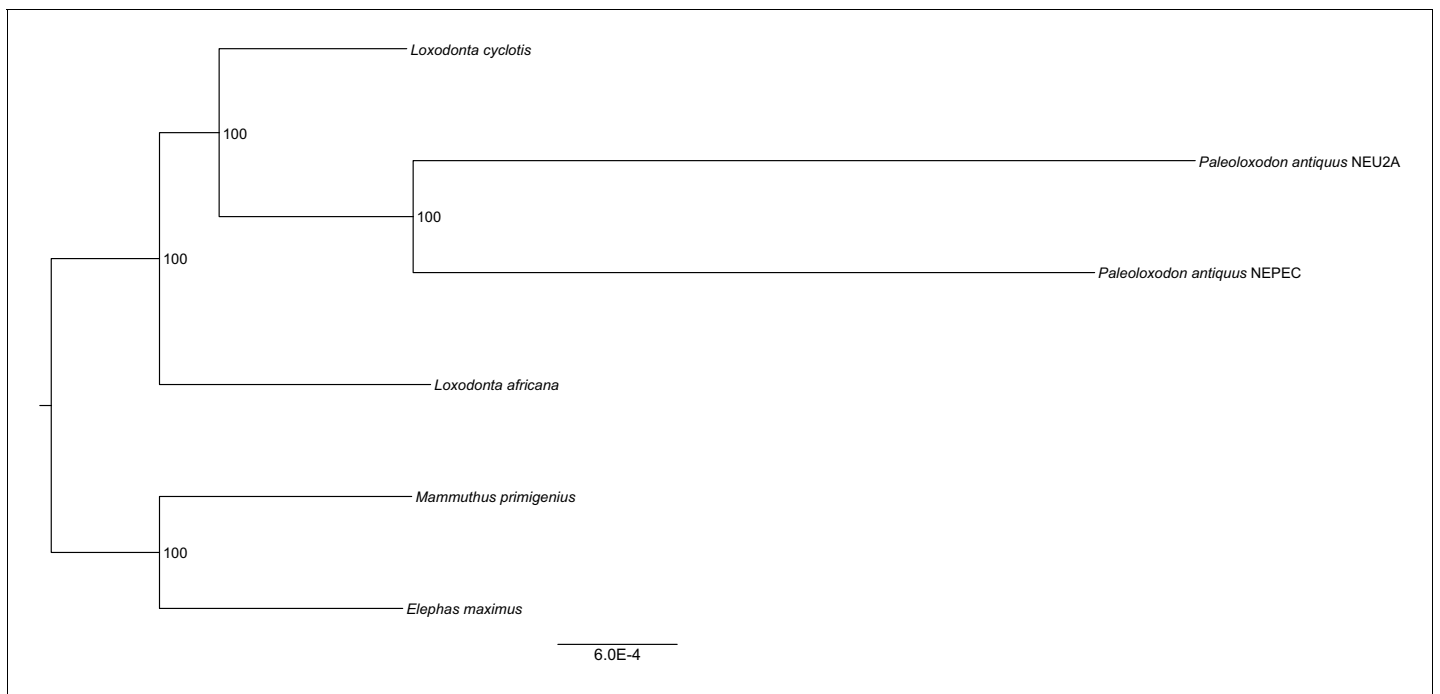 Loxodonta cyclotis
100
Paleoloxodon antiquus NEU2A
100
Paleoloxodon antiquus NEPEC
100
Loxodonta africana
Mammuthus primigenius
100
Elephas maximus
6.0E-4